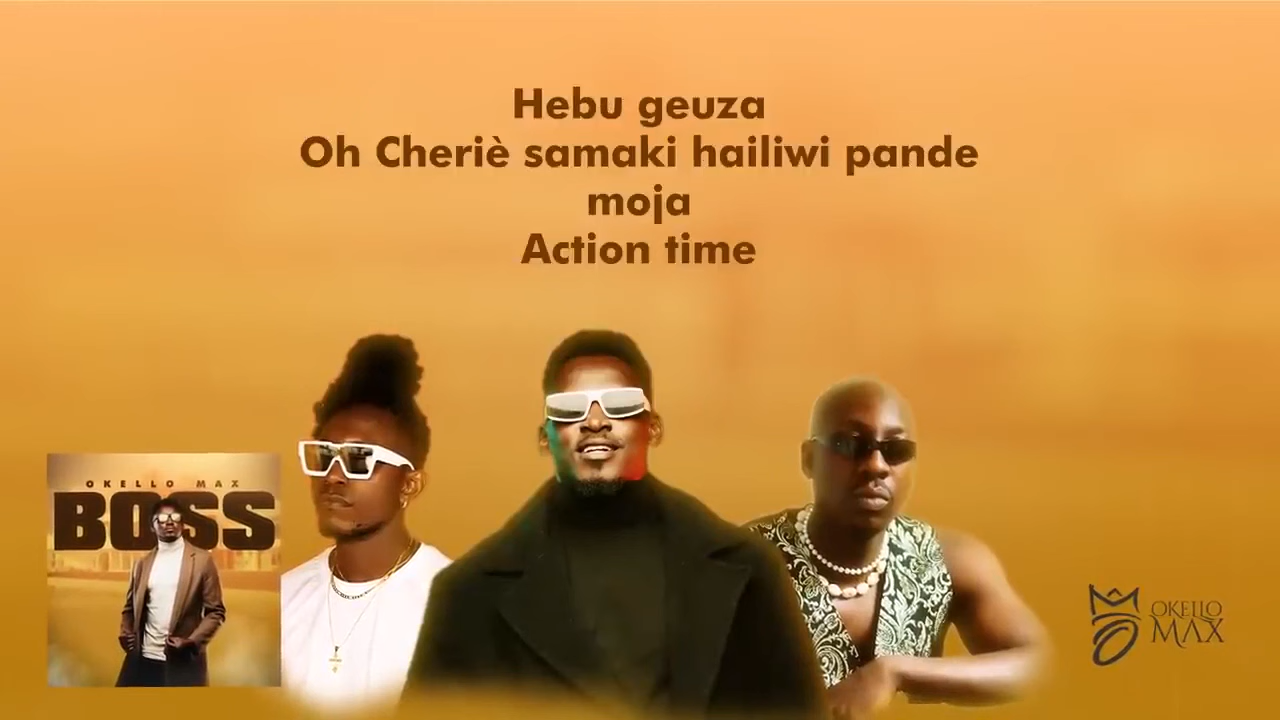 Hebu geuza
Oh Cheriè samaki hailiwi pande
moja
Action time
OKELLO MAX
BOSS
OKELLO
MAX